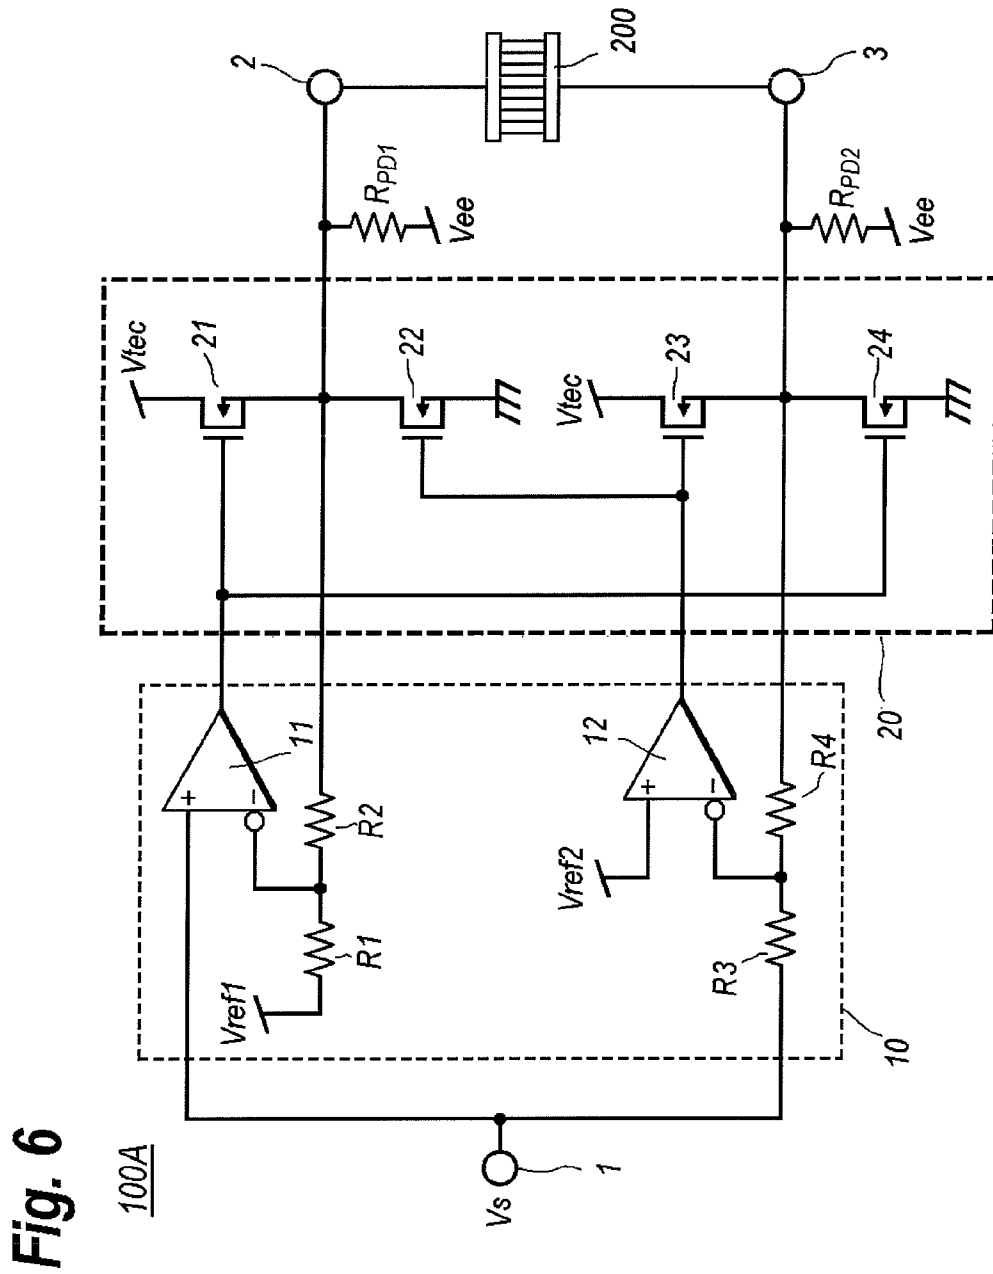 Fig. 6
100A
Vs
1
Vref1
R1
R2
+
−
11
Vref2
+
−
12
R3
R4
10
20
Vtec
21
22
Vtec
23
24
RPD1
Vee
RPD2
Vee
2
200
3